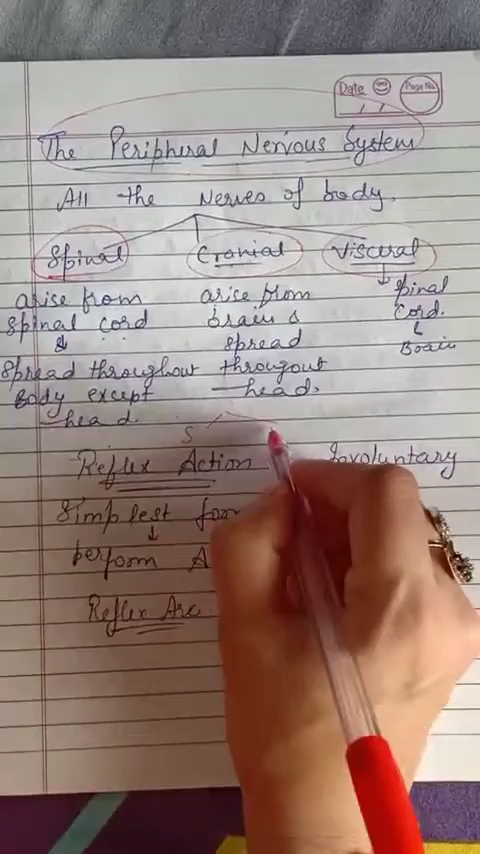 Date
Page No.
The Peripheral Nervous System
All the Nerves of body.
Spinal Cranial Visceral
arise from
spinal cord
Spread throughout
Body except
head.
arise from
brain &
spread
througout
head.
Spinal
Cord.
&
Brain
S
Reflex Action Involuntary
Simplest
perform
Reflex Arc